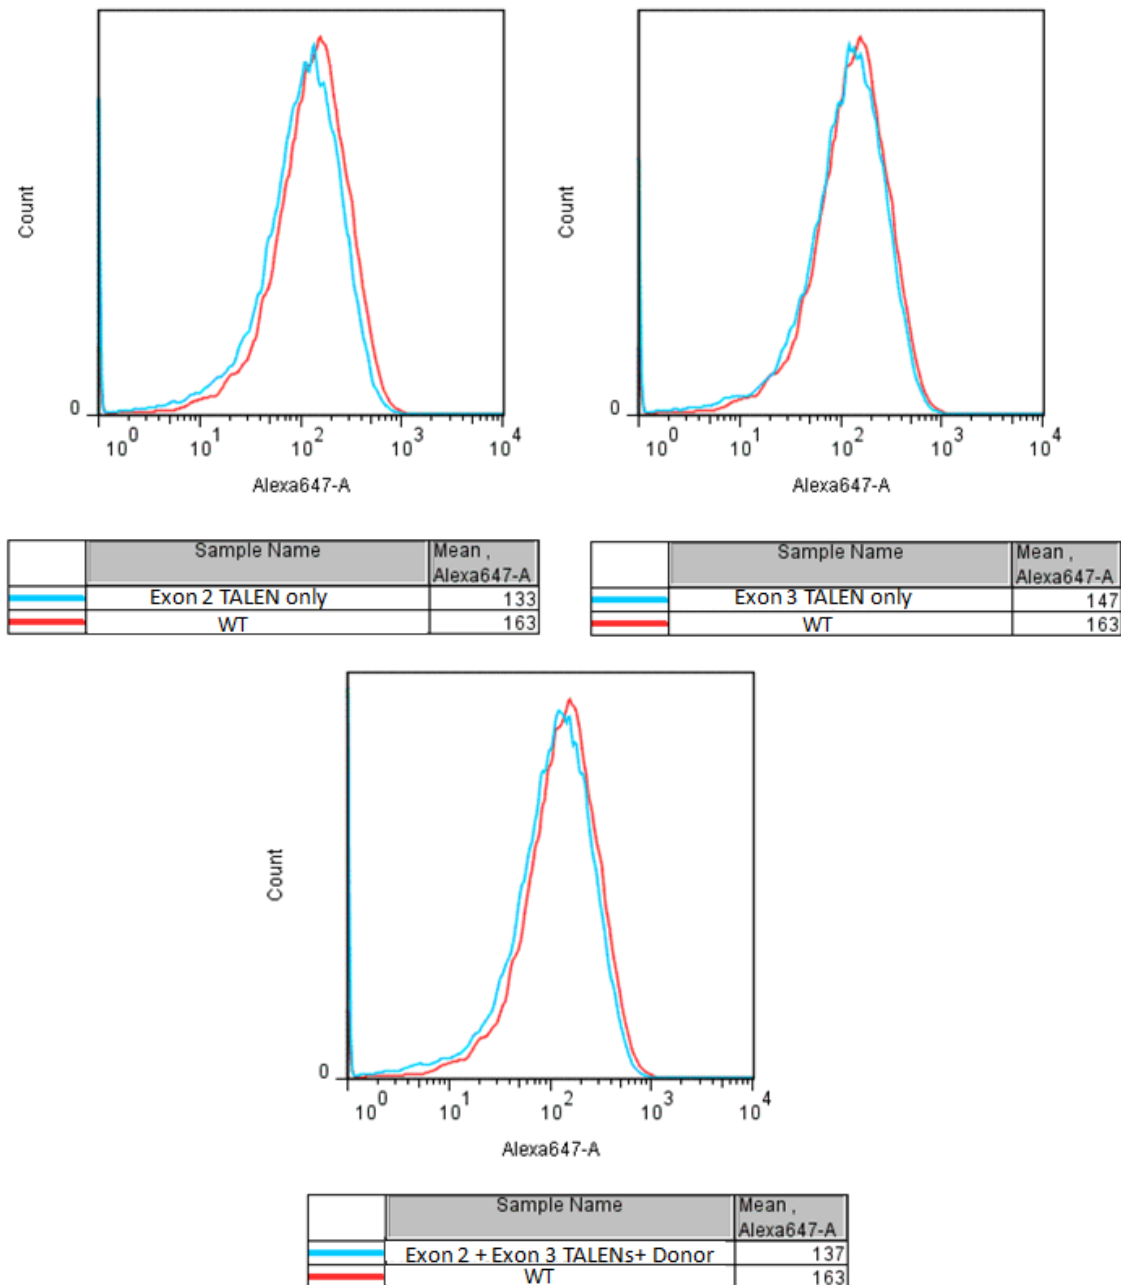 Count
0
10^0 10^1 10^2 10^3 10^4
Alexa647-A
Sample Name Mean , Alexa647-A
Exon 2 TALEN only 133
WT 163
Count
0
10^0 10^1 10^2 10^3 10^4
Alexa647-A
Sample Name Mean , Alexa647-A
Exon 3 TALEN only 147
WT 163
Count
0
10^0 10^1 10^2 10^3 10^4
Alexa647-A
Sample Name Mean , Alexa647-A
Exon 2 + Exon 3 TALENs+ Donor 137
WT 163